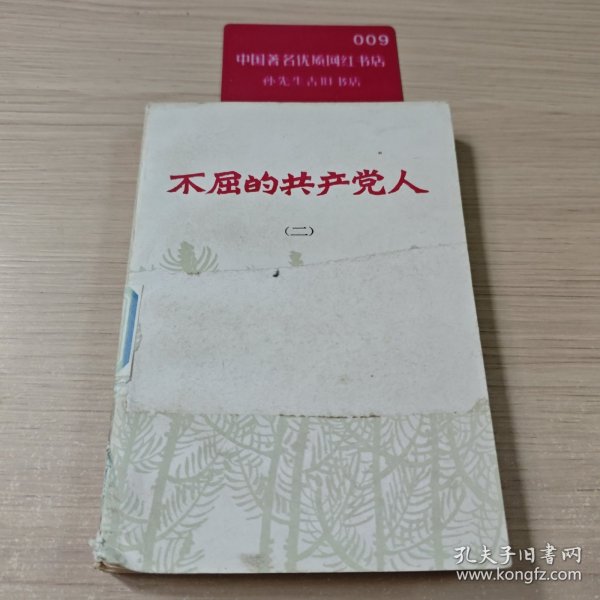 009
中国著名优质网红书店
孙先生古旧书店
不屈的共产党人
(二)
孔夫子旧书网
www.kongfz.com